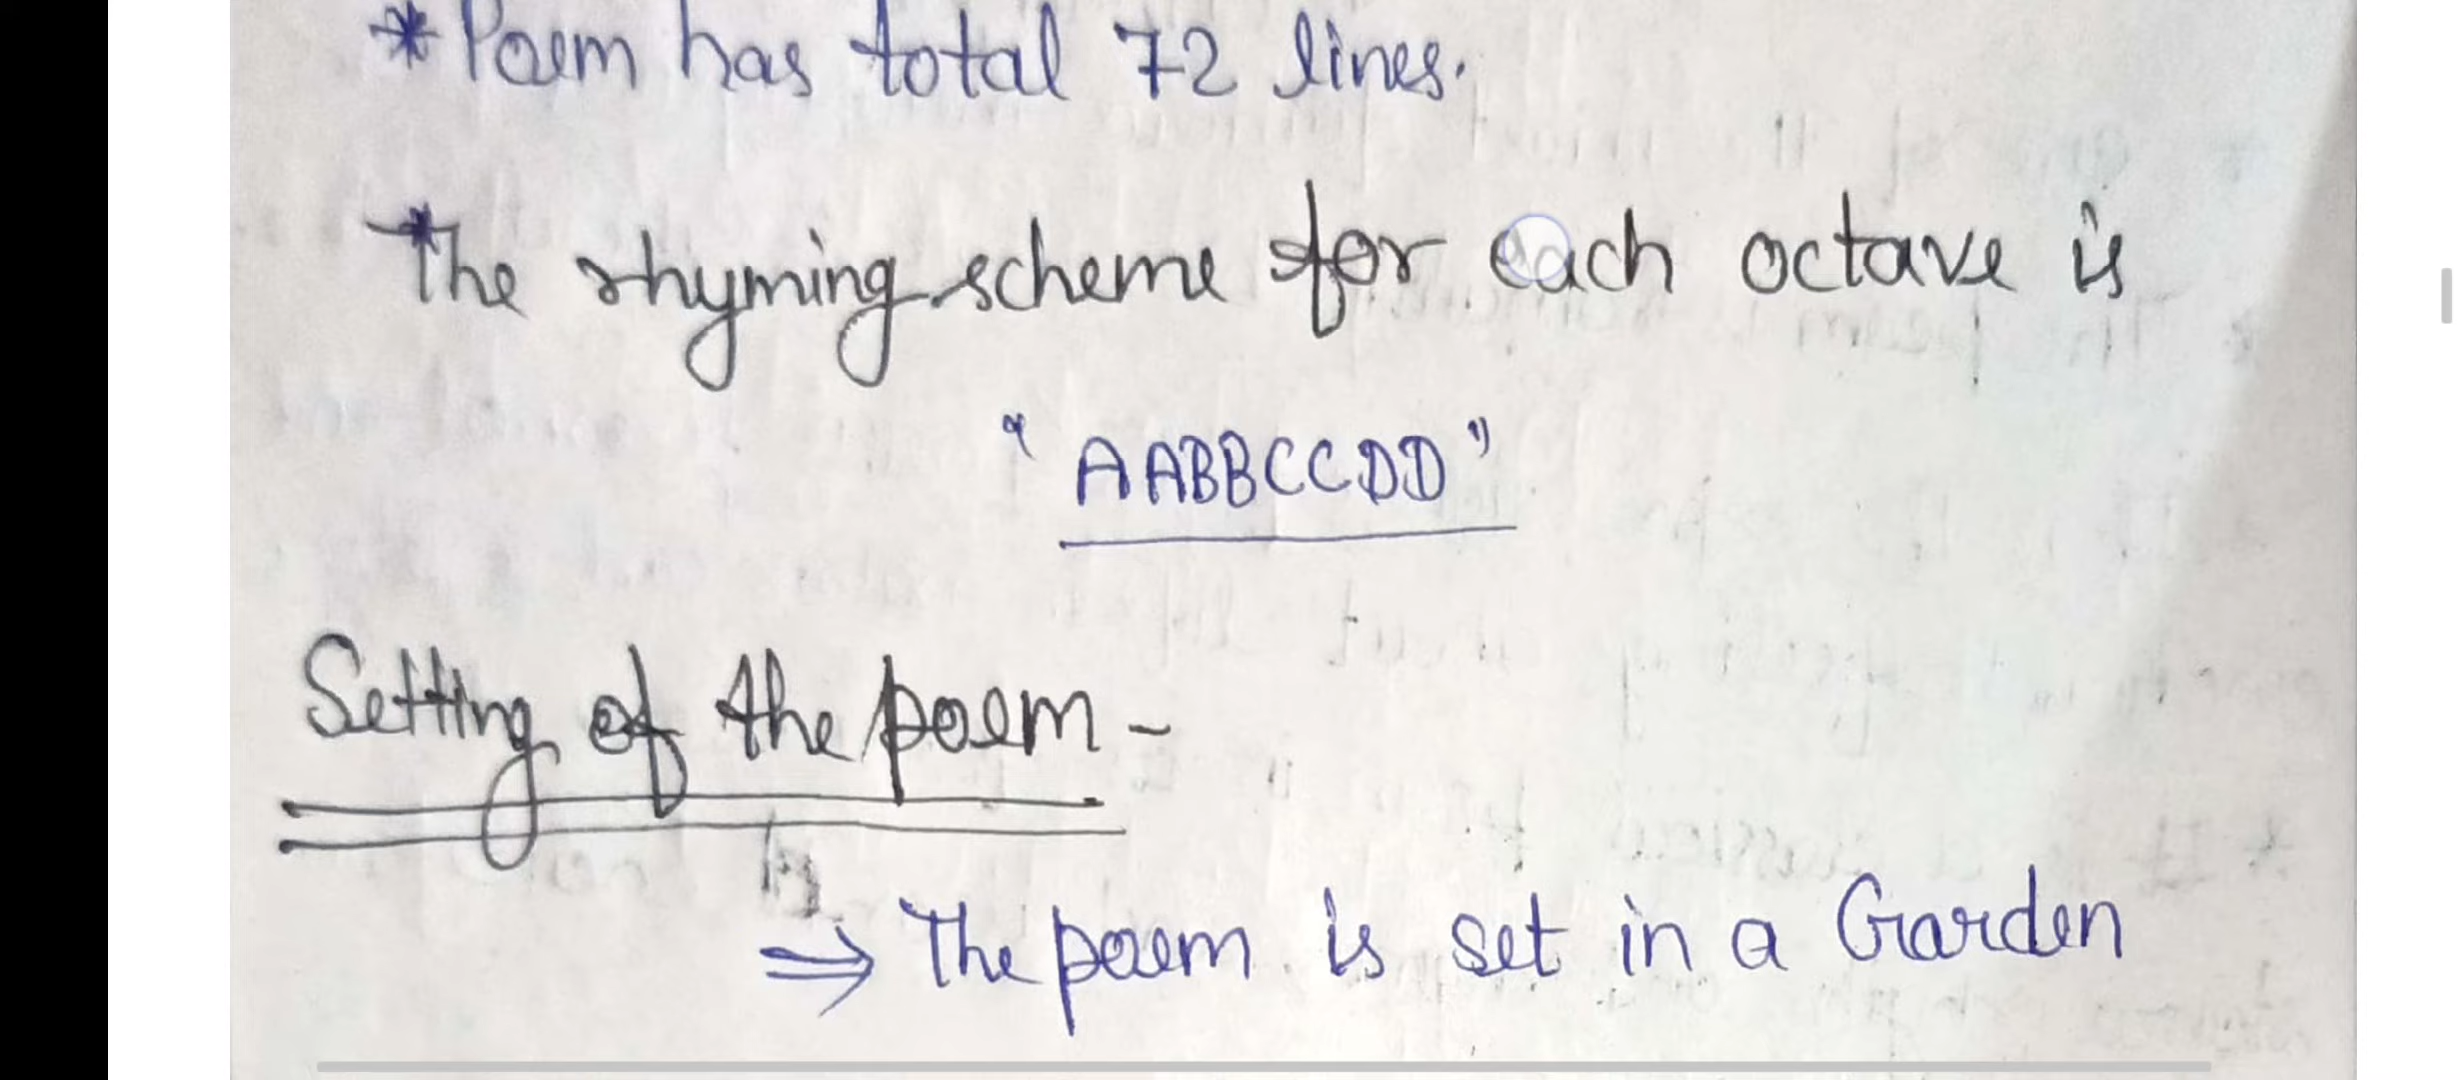 * Poem has total 72 lines.
* The rhyming scheme for each octave is
" AABBCCDD "
Setting of the poem -
⇒ The poem is set in a Garden